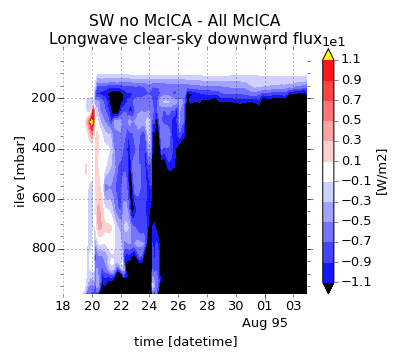 SW no McICA - All McICA
Longwave clear-sky downward flux
1e1
1.1
0.9
0.7
0.5
0.3
0.1
−0.1
−0.3
−0.5
−0.7
−0.9
−1.1
[W/m2]
200
400
600
800
ilev [mbar]
18 20 22 24 26 28 30 01 03
Aug 95
time [datetime]